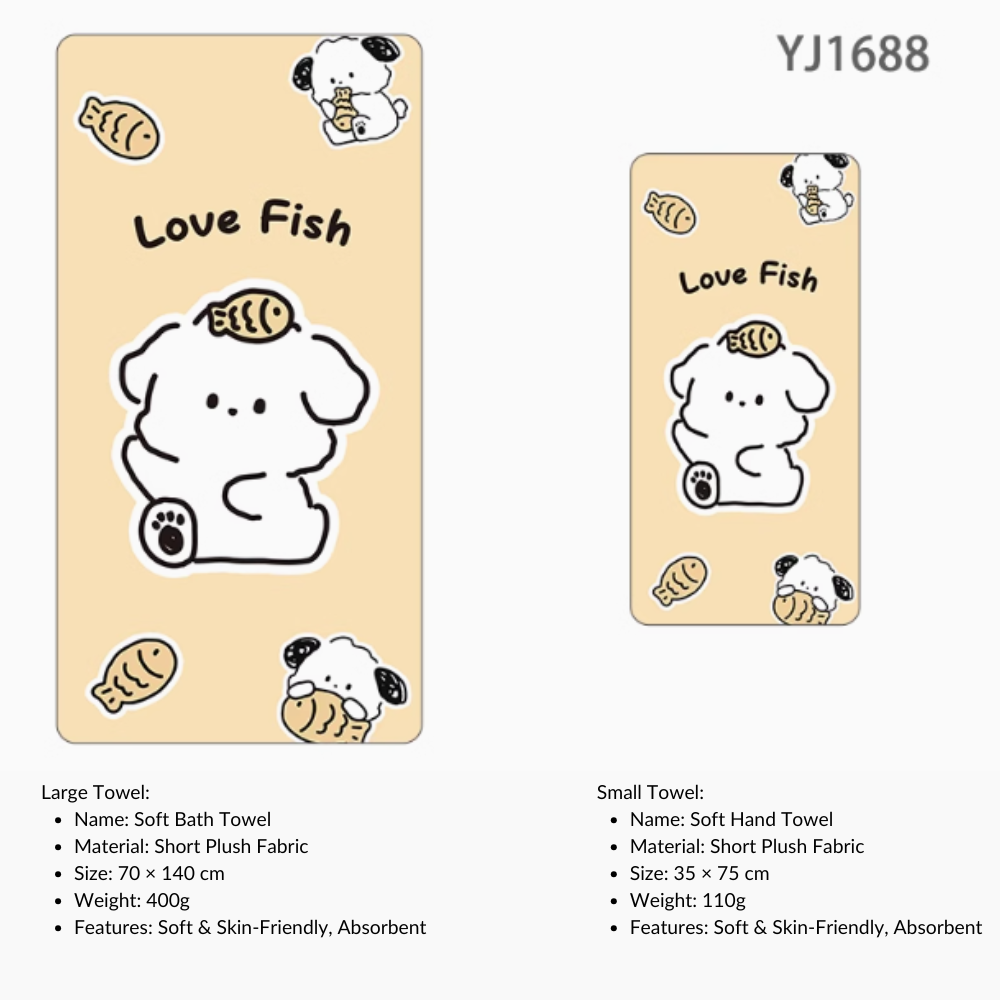 YJ1688
Love Fish
Love Fish
Large Towel:
• Name: Soft Bath Towel
• Material: Short Plush Fabric
• Size: 70 × 140 cm
• Weight: 400g
• Features: Soft & Skin-Friendly, Absorbent
Small Towel:
• Name: Soft Hand Towel
• Material: Short Plush Fabric
• Size: 35 × 75 cm
• Weight: 110g
• Features: Soft & Skin-Friendly, Absorbent